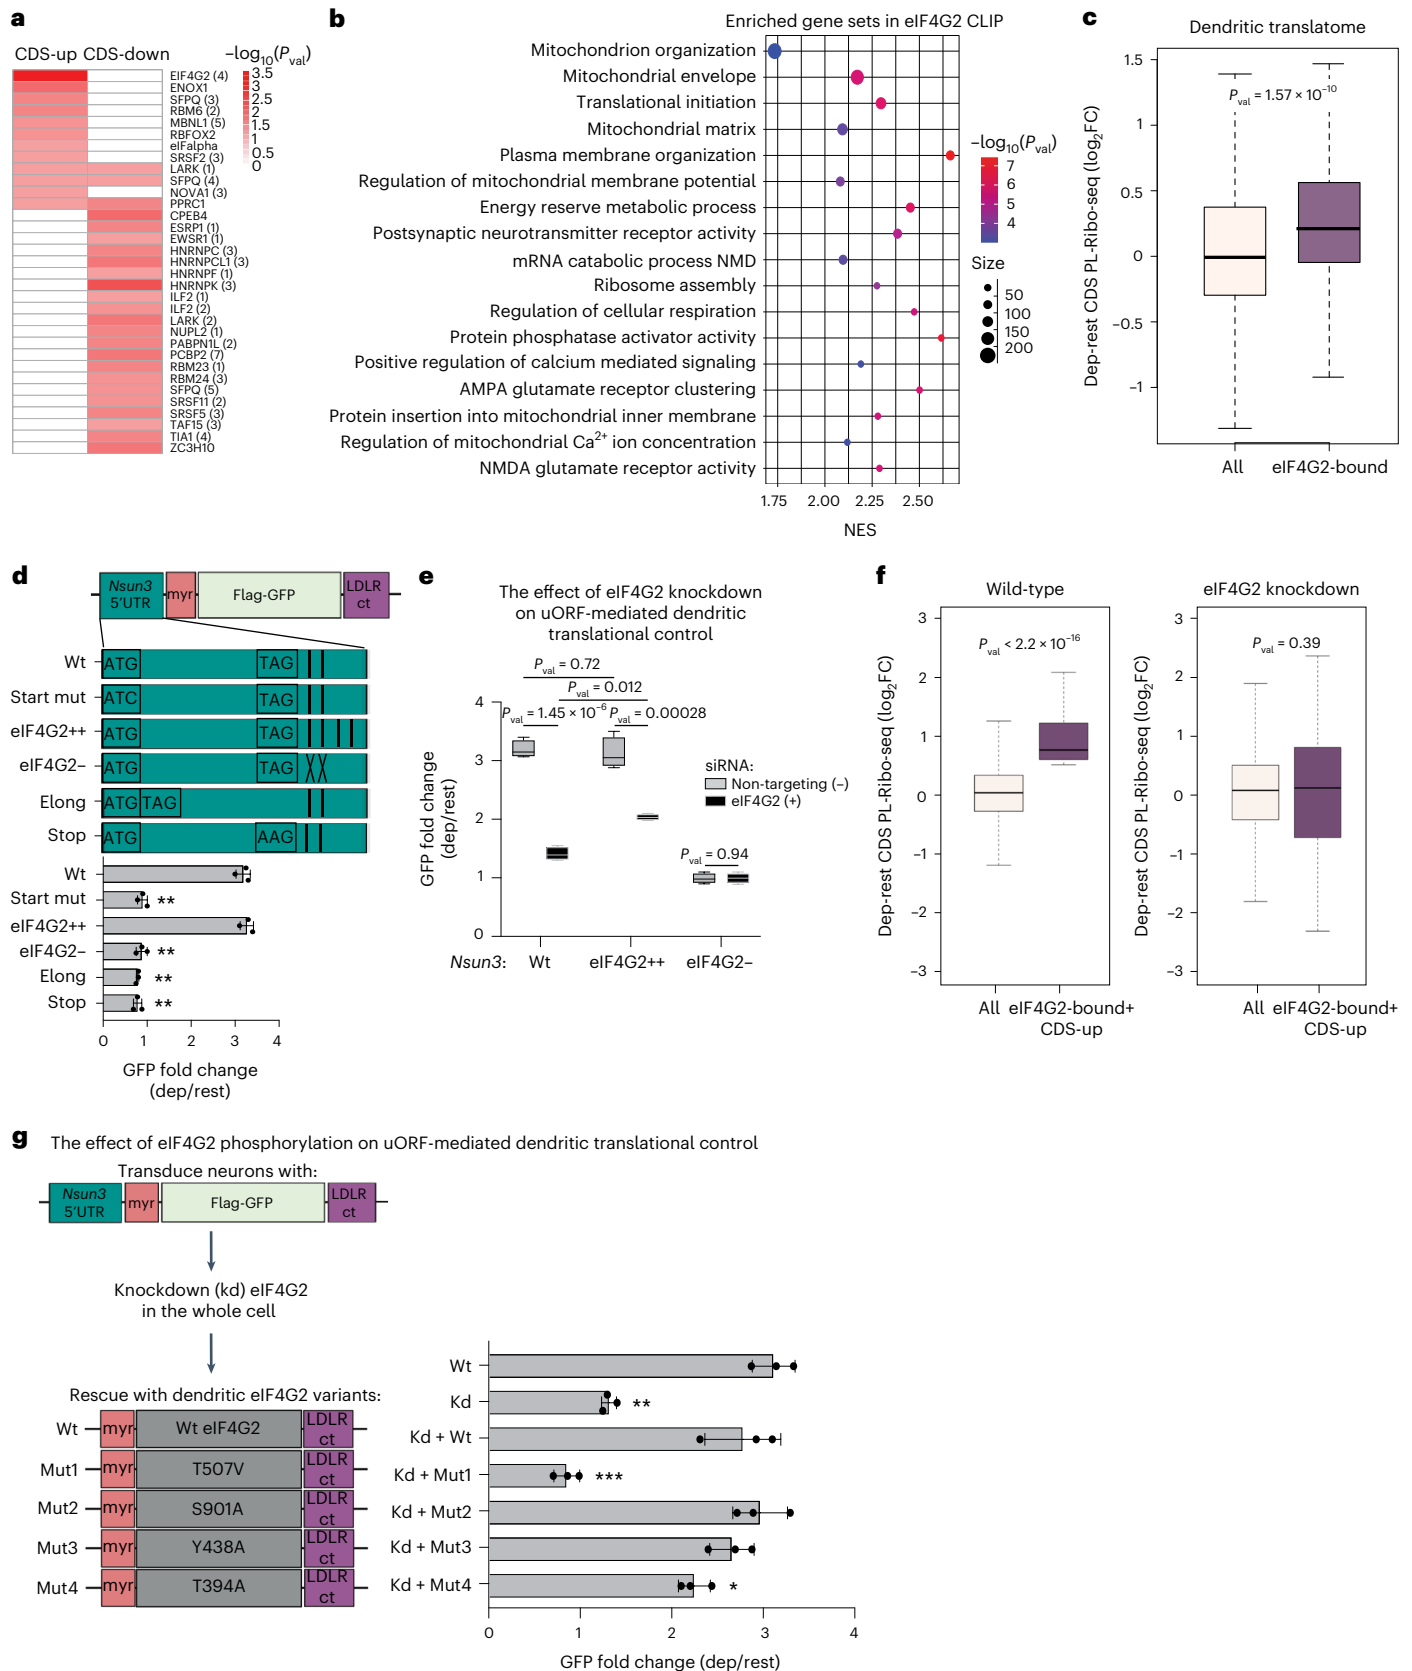 a
CDS-up CDS-down
–log10(Pval)
3.5
3
2.5
2
1.5
1
0.5
0
EIF4G2 (4)
ENOX1
SFPQ (3)
RBM6 (2)
MBNL1 (5)
RBFOX2
eIFalpha
SRSF2 (3)
LARK (1)
SFPQ (4)
NOVA1 (3)
PPRC1
CPEB4
ESRP1 (1)
EWSR1 (1)
HNRNPC (3)
HNRNPCL1 (3)
HNRNPF (1)
HNRNPK (3)
ILF2 (1)
ILF2 (2)
LARK (2)
NUPL2 (1)
PABPN1L (2)
PCBP2 (7)
RBM23 (1)
RBM24 (3)
SFPQ (5)
SRSF11 (2)
SRSF5 (3)
TAF15 (3)
TIA1 (4)
ZC3H10
b
Enriched gene sets in eIF4G2 CLIP
Mitochondrion organization
Mitochondrial envelope
Translational initiation
Mitochondrial matrix
Plasma membrane organization
Regulation of mitochondrial membrane potential
Energy reserve metabolic process
Postsynaptic neurotransmitter receptor activity
mRNA catabolic process NMD
Ribosome assembly
Regulation of cellular respiration
Protein phosphatase activator activity
Positive regulation of calcium mediated signaling
AMPA glutamate receptor clustering
Protein insertion into mitochondrial inner membrane
Regulation of mitochondrial Ca2+ ion concentration
NMDA glutamate receptor activity
1.75 2.00 2.25 2.50
NES
–log10(Pval)
7
6
5
4
Size
50
100
150
200
c
Dendritic translatome
Pval = 1.57 × 10–10
Dep-rest CDS PL-Ribo-seq (log2FC)
1.5
1
0.5
0
–0.5
–1
All eIF4G2-bound
d
Nsun3
5′UTR
myr
Flag-GFP
LDLR
ct
Wt ATG TAG
Start mut ATC TAG
eIF4G2++ ATG TAG
eIF4G2– ATG TAG
Elong ATG TAG
Stop ATG AAG
Wt
Start mut **
eIF4G2++
eIF4G2– **
Elong **
Stop **
0 1 2 3 4
GFP fold change
(dep/rest)
e
The effect of eIF4G2 knockdown
on uORF-mediated dendritic
translational control
Pval = 0.72
Pval = 0.012
Pval = 1.45 × 10–6 Pval = 0.00028
siRNA:
Non-targeting (–)
eIF4G2 (+)
Pval = 0.94
GFP fold change
(dep/rest)
4
3
2
1
0
Nsun3: Wt eIF4G2++ eIF4G2–
f
Wild-type
Pval < 2.2 × 10–16
Dep-rest CDS PL-Ribo-seq (log2FC)
3
2
1
0
–1
–2
–3
All eIF4G2-bound+
CDS-up
eIF4G2 knockdown
Pval = 0.39
Dep-rest CDS PL-Ribo-seq (log2FC)
3
2
1
0
–1
–2
–3
All eIF4G2-bound+
CDS-up
g
The effect of eIF4G2 phosphorylation on uORF-mediated dendritic translational control
Transduce neurons with:
Nsun3
5′UTR
myr
Flag-GFP
LDLR
ct
Knockdown (kd) eIF4G2
in the whole cell
Rescue with dendritic eIF4G2 variants:
Wt myr Wt eIF4G2 LDLR ct
Mut1 myr T507V LDLR ct
Mut2 myr S901A LDLR ct
Mut3 myr Y438A LDLR ct
Mut4 myr T394A LDLR ct
Wt
Kd **
Kd + Wt
Kd + Mut1 ***
Kd + Mut2
Kd + Mut3
Kd + Mut4 *
0 1 2 3 4
GFP fold change (dep/rest)